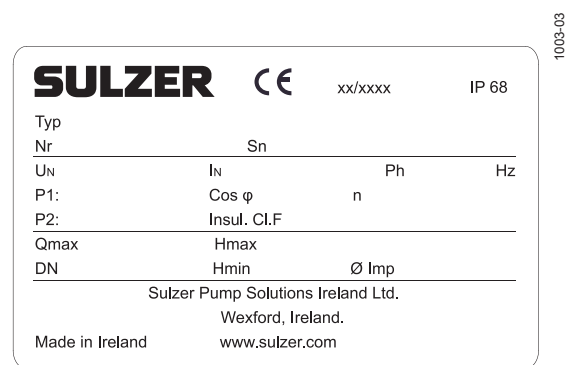 1003-03
SULZER CE xx/xxxx IP 68
Typ
Nr Sn
UN IN Ph Hz
P1: Cos φ n
P2: Insul. Cl.F
Qmax Hmax
DN Hmin Ø Imp
Sulzer Pump Solutions Ireland Ltd.
Wexford, Ireland.
Made in Ireland www.sulzer.com